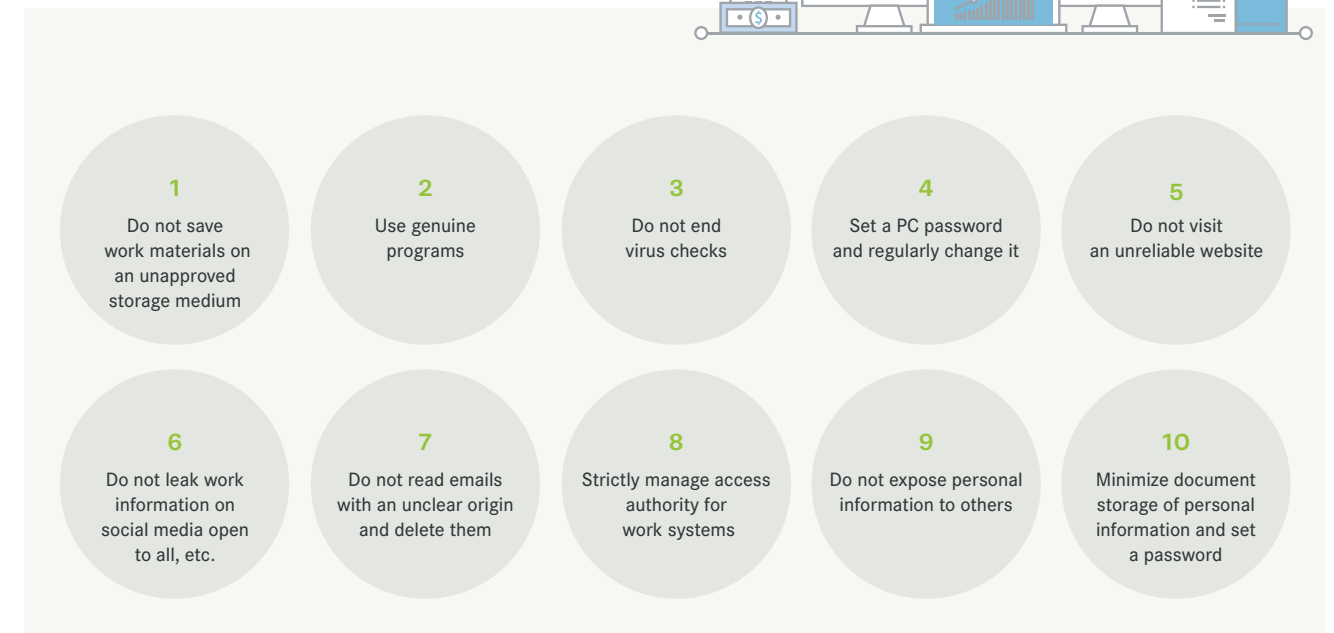 $
1
Do not save
work materials on
an unapproved
storage medium
2
Use genuine
programs
3
Do not end
virus checks
4
Set a PC password
and regularly change it
5
Do not visit
an unreliable website
6
Do not leak work
information on
social media open
to all, etc.
7
Do not read emails
with an unclear origin
and delete them
8
Strictly manage access
authority for
work systems
9
Do not expose personal
information to others
10
Minimize document
storage of personal
information and set
a password